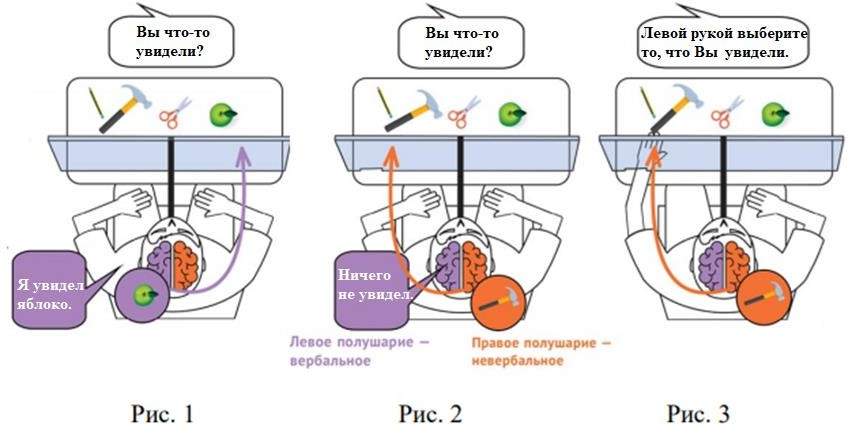 Вы что-то
увидели?
Вы что-то
увидели?
Левой рукой выберите
то, что Вы увидели.
Я увидел
яблоко.
Ничего
не увидел.
Левое полушарие —
вербальное
Правое полушарие —
невербальное
Рис. 1
Рис. 2
Рис. 3